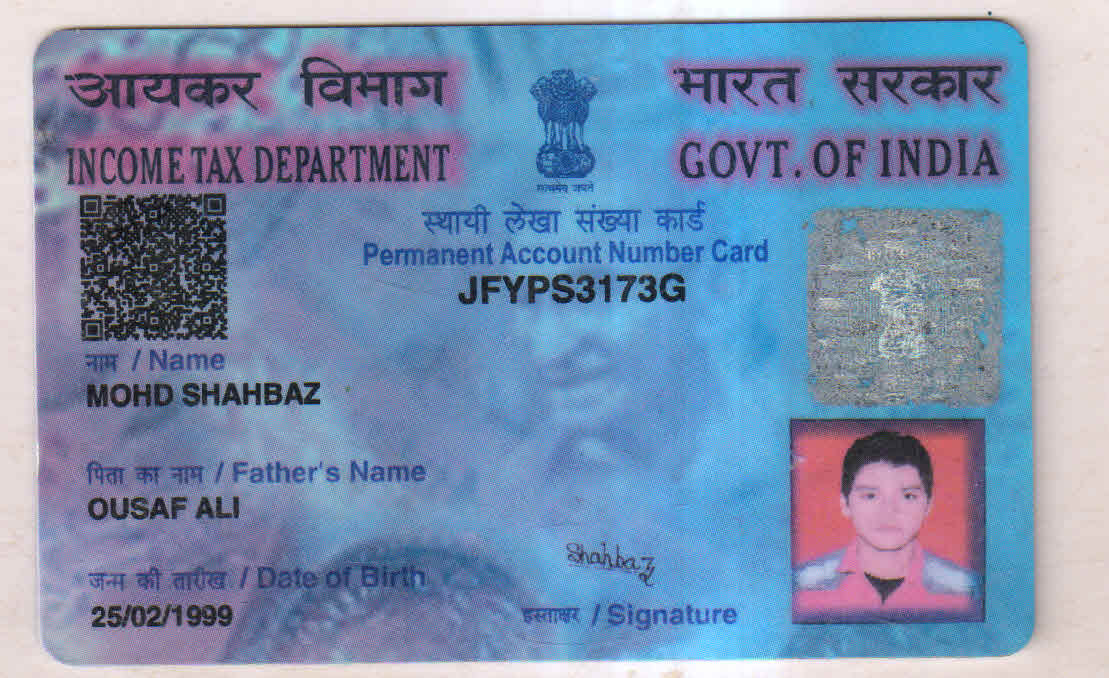 आयकर विभाग
INCOME TAX DEPARTMENT
सत्यमेव जयते
भारत सरकार
GOVT. OF INDIA
स्थायी लेखा संख्या कार्ड
Permanent Account Number Card
JFYPS3173G
नाम / Name
MOHD SHAHBAZ
पिता का नाम / Father's Name
OUSAF ALI
जन्म की तारीख / Date of Birth
25/02/1999
Shahbaz
हस्ताक्षर / Signature